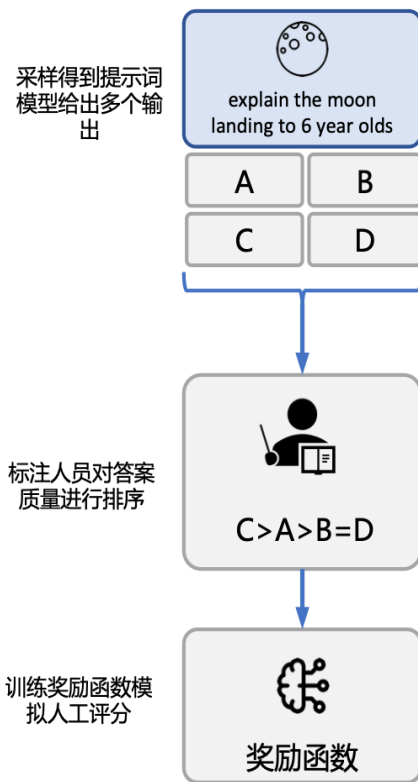 采样得到提示词
模型给出多个输
出
explain the moon
landing to 6 year olds
A
B
C
D
标注人员对答案
质量进行排序
C>A>B=D
训练奖励函数模
拟人工评分
奖励函数